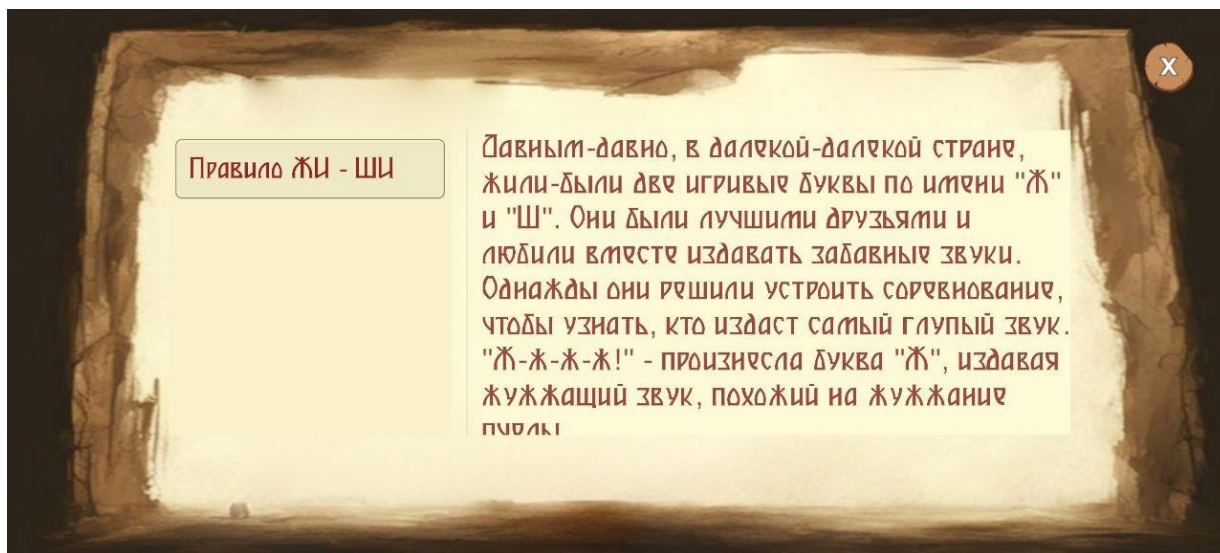 X
Правило ЖИ - ШИ
Давным-давно, в далекой-далекой стране,
жили-были две игривые буквы по имени "Ж"
и "Ш". Они были лучшими друзьями и
любили вместе издавать забавные звуки.
Однажды они решили устроить соревнование,
чтобы узнать, кто издаст самый глупый звук.
"Ж-ж-ж-ж!" - произнесла буква "Ж", издавая
жужжащий звук, похожий на жужжание
пчелы